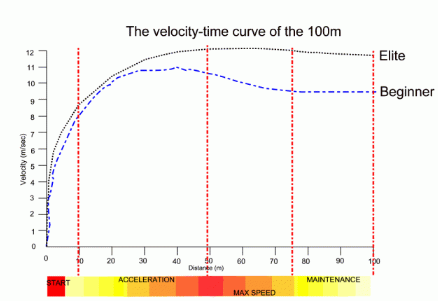 The velocity-time curve of the 100m
12
11
10
9
8
7
6
5
4
3
2
1
0
Velocity (m/sec)
Elite
Beginner
0 10 20 30 40 50 60 70 80 90 100
Distance (m)
START ACCELERATION MAINTENANCE
MAX SPEED